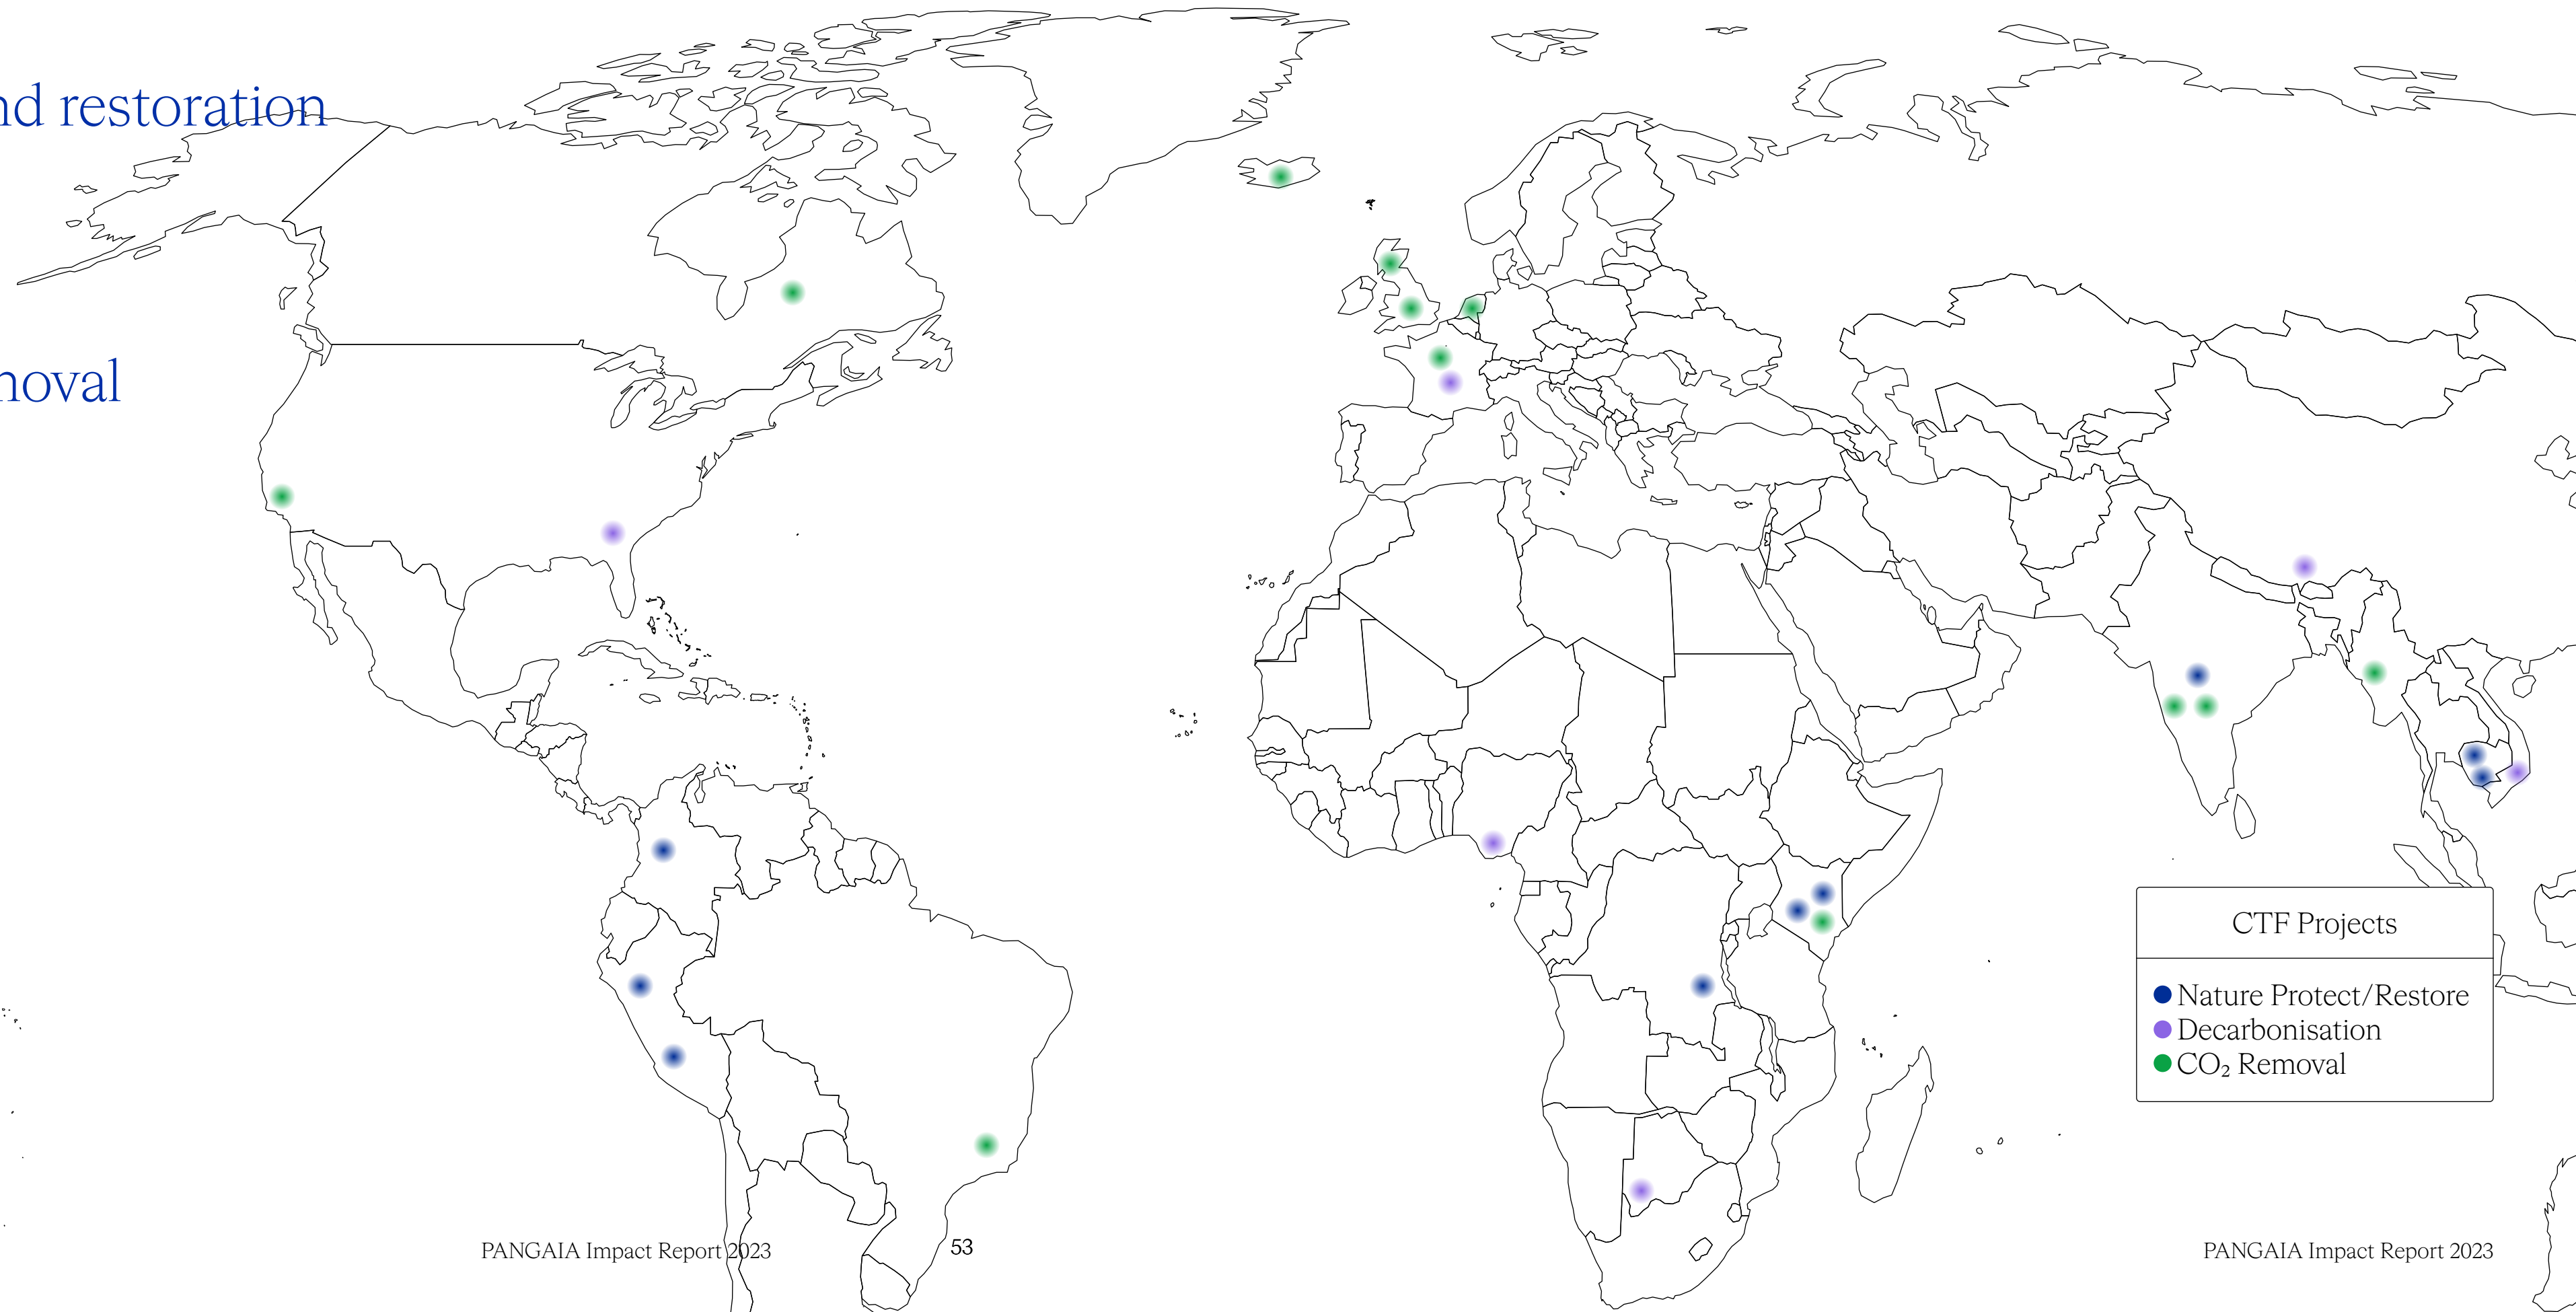 nd restoration
moval
CTF Projects
Nature Protect/Restore
Decarbonisation
CO₂ Removal
PANGAIA Impact Report 2023
53
PANGAIA Impact Report 2023